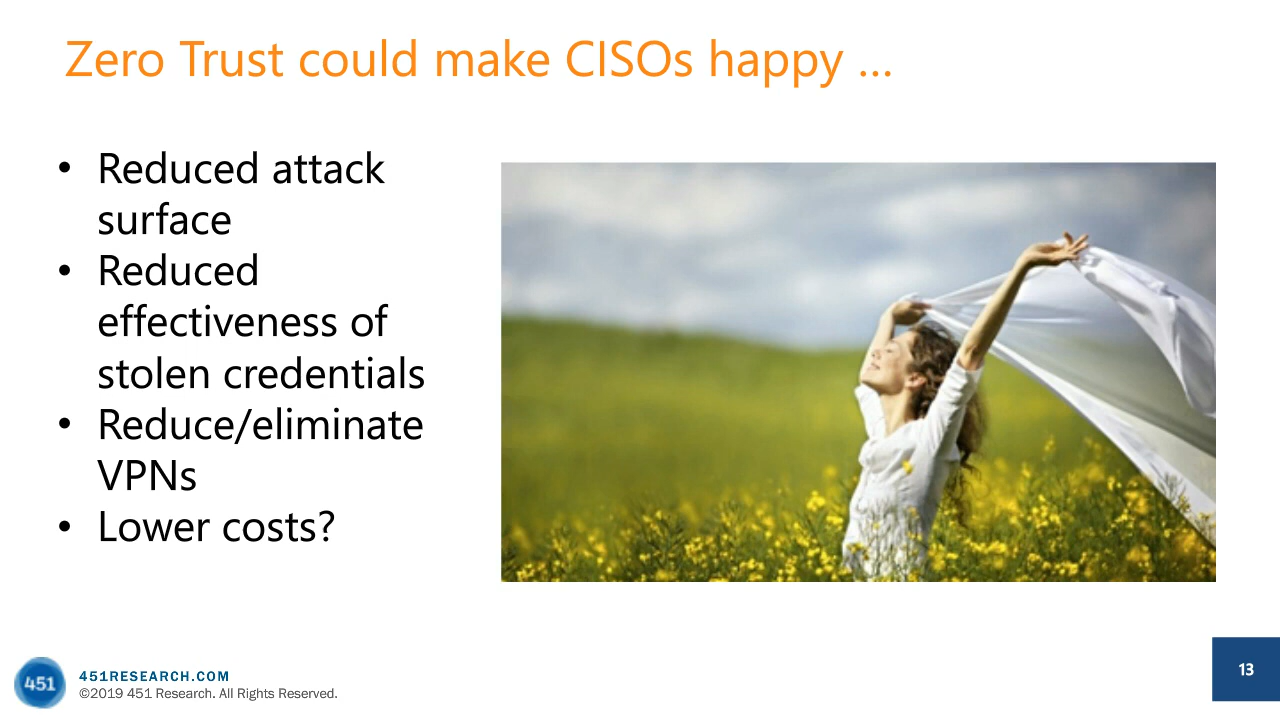 Zero Trust could make CISOs happy ...
• Reduced attack
surface
• Reduced
effectiveness of
stolen credentials
• Reduce/eliminate
VPNs
• Lower costs?
451
451RESEARCH.COM
©2019 451 Research. All Rights Reserved.
13